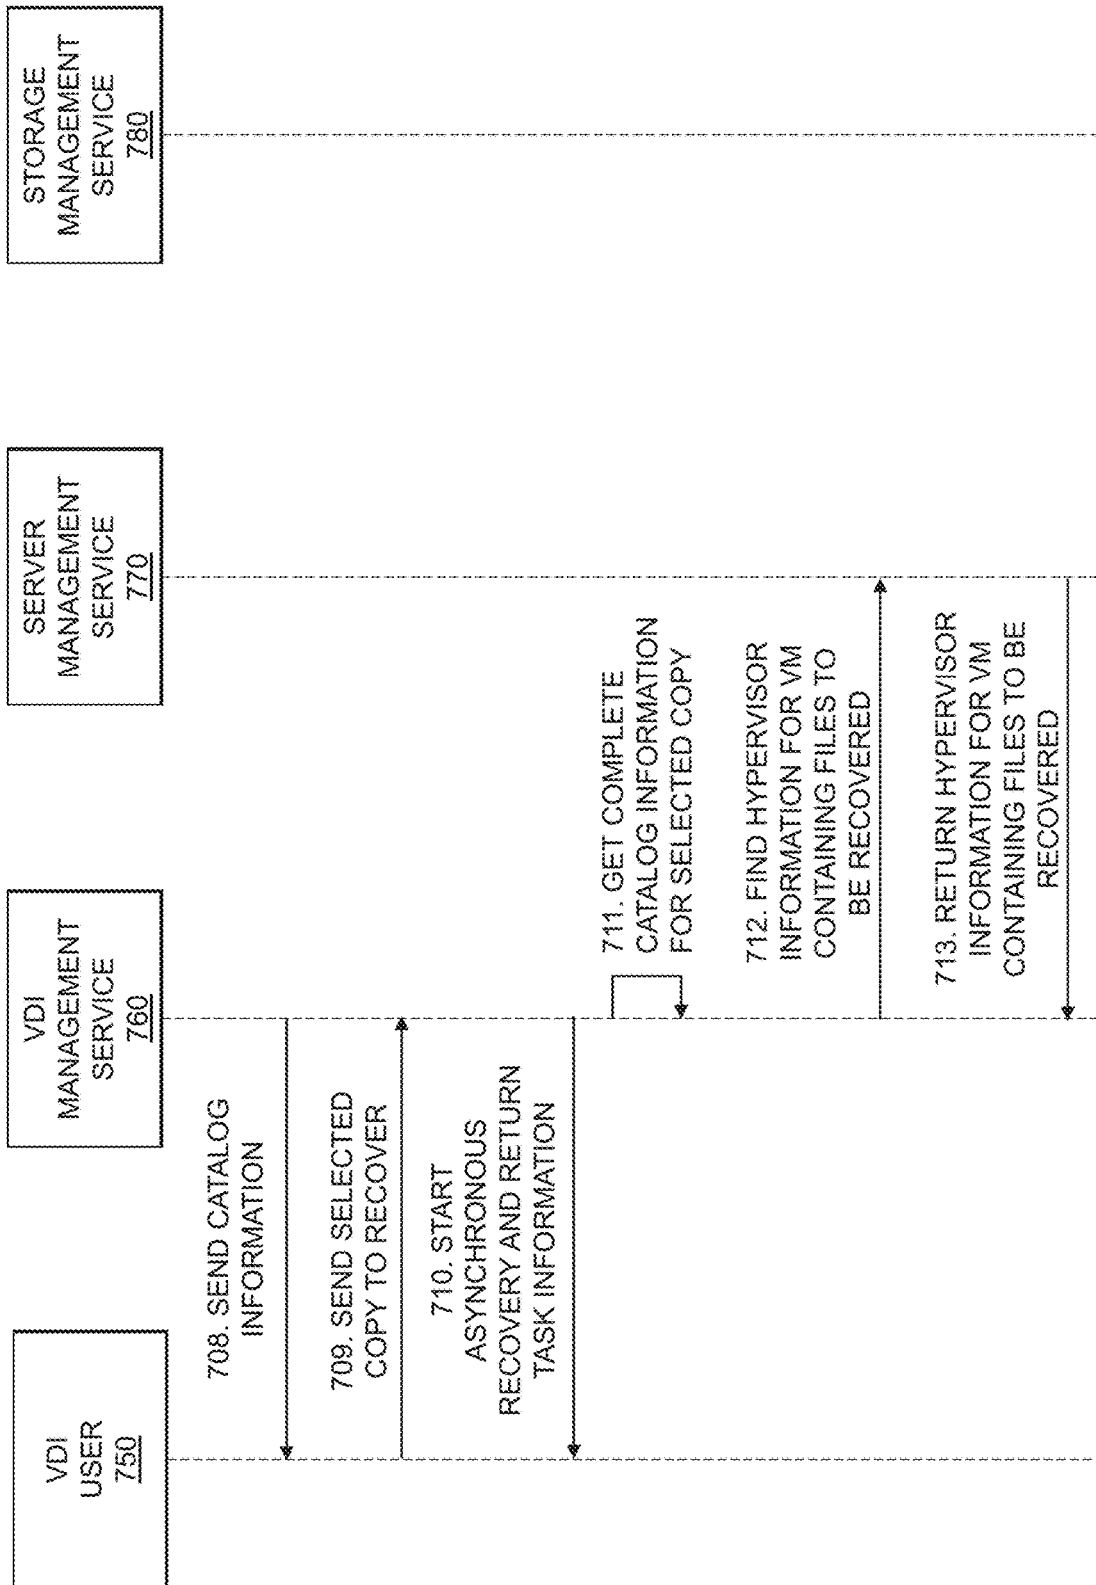 VDI
USER
750
VDI
MANAGEMENT
SERVICE
760
SERVER
MANAGEMENT
SERVICE
770
STORAGE
MANAGEMENT
SERVICE
780
708. SEND CATALOG
INFORMATION
709. SEND SELECTED
COPY TO RECOVER
710. START
ASYNCHRONOUS
RECOVERY AND RETURN
TASK INFORMATION
711. GET COMPLETE
CATALOG INFORMATION
FOR SELECTED COPY
712. FIND HYPERVISOR
INFORMATION FOR VM
CONTAINING FILES TO
BE RECOVERED
713. RETURN HYPERVISOR
INFORMATION FOR VM
CONTAINING FILES TO BE
RECOVERED